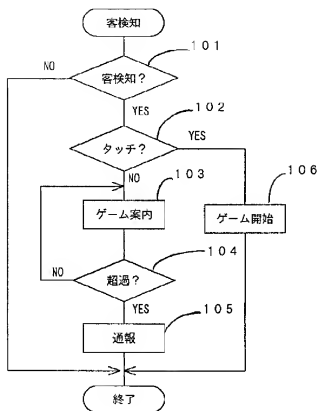 客検知
101
NO
客検知?
YES
102
タッチ?
YES
NO
103
106
ゲーム案内
ゲーム開始
104
NO
超過?
YES
105
通報
終了